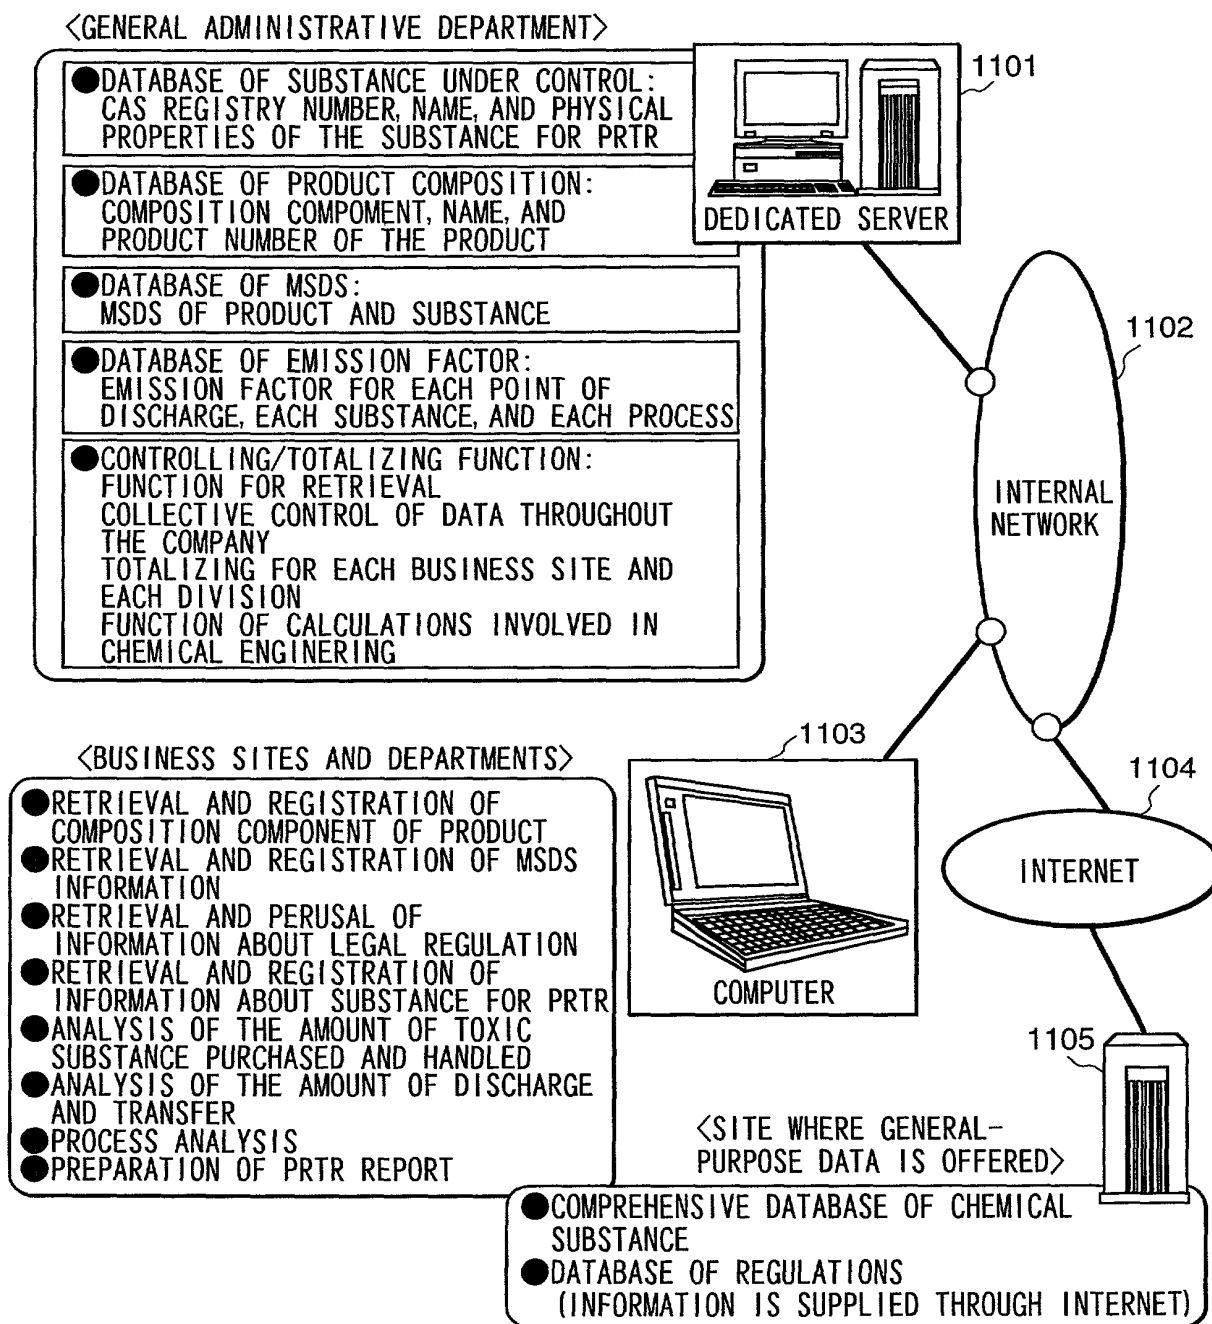 <GENERAL ADMINISTRATIVE DEPARTMENT>
●DATABASE OF SUBSTANCE UNDER CONTROL:
CAS REGISTRY NUMBER, NAME, AND PHYSICAL
PROPERTIES OF THE SUBSTANCE FOR PRTR
●DATABASE OF PRODUCT COMPOSITION:
COMPOSITION COMPOMENT, NAME, AND
PRODUCT NUMBER OF THE PRODUCT
●DATABASE OF MSDS:
MSDS OF PRODUCT AND SUBSTANCE
●DATABASE OF EMISSION FACTOR:
EMISSION FACTOR FOR EACH POINT OF
DISCHARGE, EACH SUBSTANCE, AND EACH PROCESS
●CONTROLLING/TOTALIZING FUNCTION:
FUNCTION FOR RETRIEVAL
COLLECTIVE CONTROL OF DATA THROUGHOUT
THE COMPANY
TOTALIZING FOR EACH BUSINESS SITE AND
EACH DIVISION
FUNCTION OF CALCULATIONS INVOLVED IN
CHEMICAL ENGINERING
1101
DEDICATED SERVER
1102
INTERNAL
NETWORK
<BUSINESS SITES AND DEPARTMENTS>
●RETRIEVAL AND REGISTRATION OF
COMPOSITION COMPONENT OF PRODUCT
●RETRIEVAL AND REGISTRATION OF MSDS
INFORMATION
●RETRIEVAL AND PERUSAL OF
INFORMATION ABOUT LEGAL REGULATION
●RETRIEVAL AND REGISTRATION OF
INFORMATION ABOUT SUBSTANCE FOR PRTR
●ANALYSIS OF THE AMOUNT OF TOXIC
SUBSTANCE PURCHASED AND HANDLED
●ANALYSIS OF THE AMOUNT OF DISCHARGE
AND TRANSFER
●PROCESS ANALYSIS
●PREPARATION OF PRTR REPORT
1103
COMPUTER
1104
INTERNET
1105
<SITE WHERE GENERAL-
PURPOSE DATA IS OFFERED>
●COMPREHENSIVE DATABASE OF CHEMICAL
SUBSTANCE
●DATABASE OF REGULATIONS
(INFORMATION IS SUPPLIED THROUGH INTERNET)